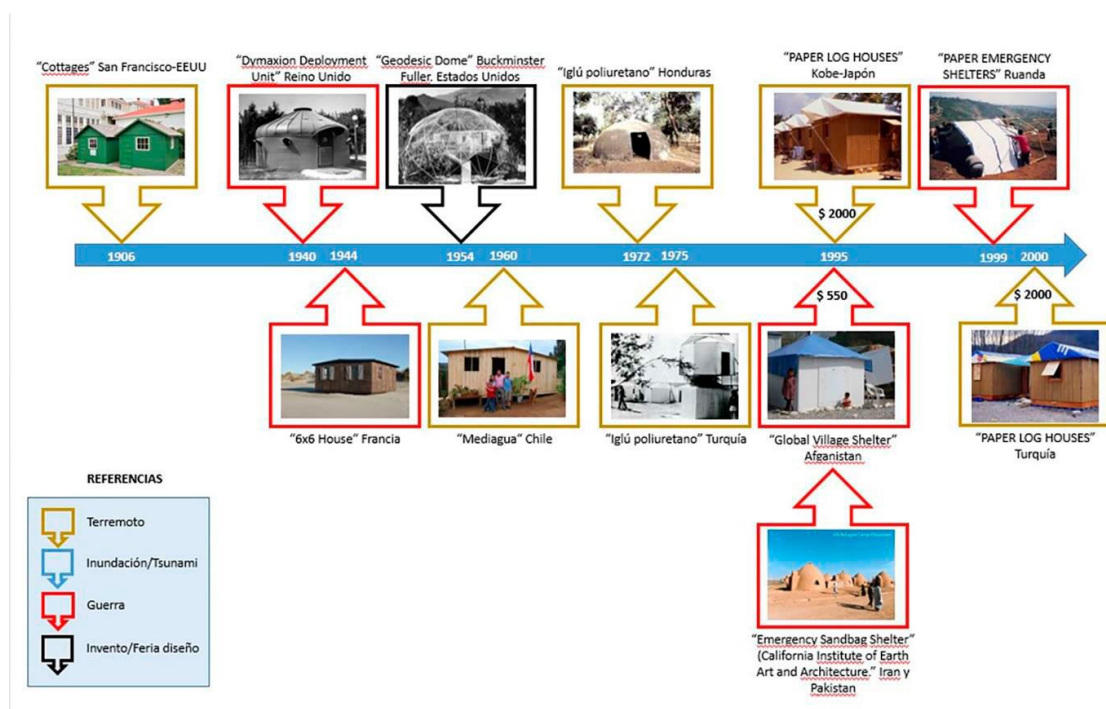 "Cottages" San Francisco-EEUU
"Dymaxion Deployment
Unit" Reino Unido
"Geodesic Dome" Buckminster
Fuller. Estados Unidos
"Iglú poliuretano" Honduras
"PAPER LOG HOUSES"
Kobe-Japón
"PAPER EMERGENCY
SHELTERS" Ruanda
$ 2000
1906
1940
1944
1954
1960
1972
1975
1995
1999
2000
$ 550
$ 2000
"6x6 House" Francia
"Mediagua" Chile
"Iglú poliuretano" Turquía
"Global Village Shelter"
Afganistan
"PAPER LOG HOUSES"
Turquía
REFERENCIAS
Terremoto
Inundación/Tsunami
Guerra
Invento/Feria diseño
"Emergency Sandbag Shelter"
(California Institute of Earth
Art and Architecture." Iran y
Pakistan